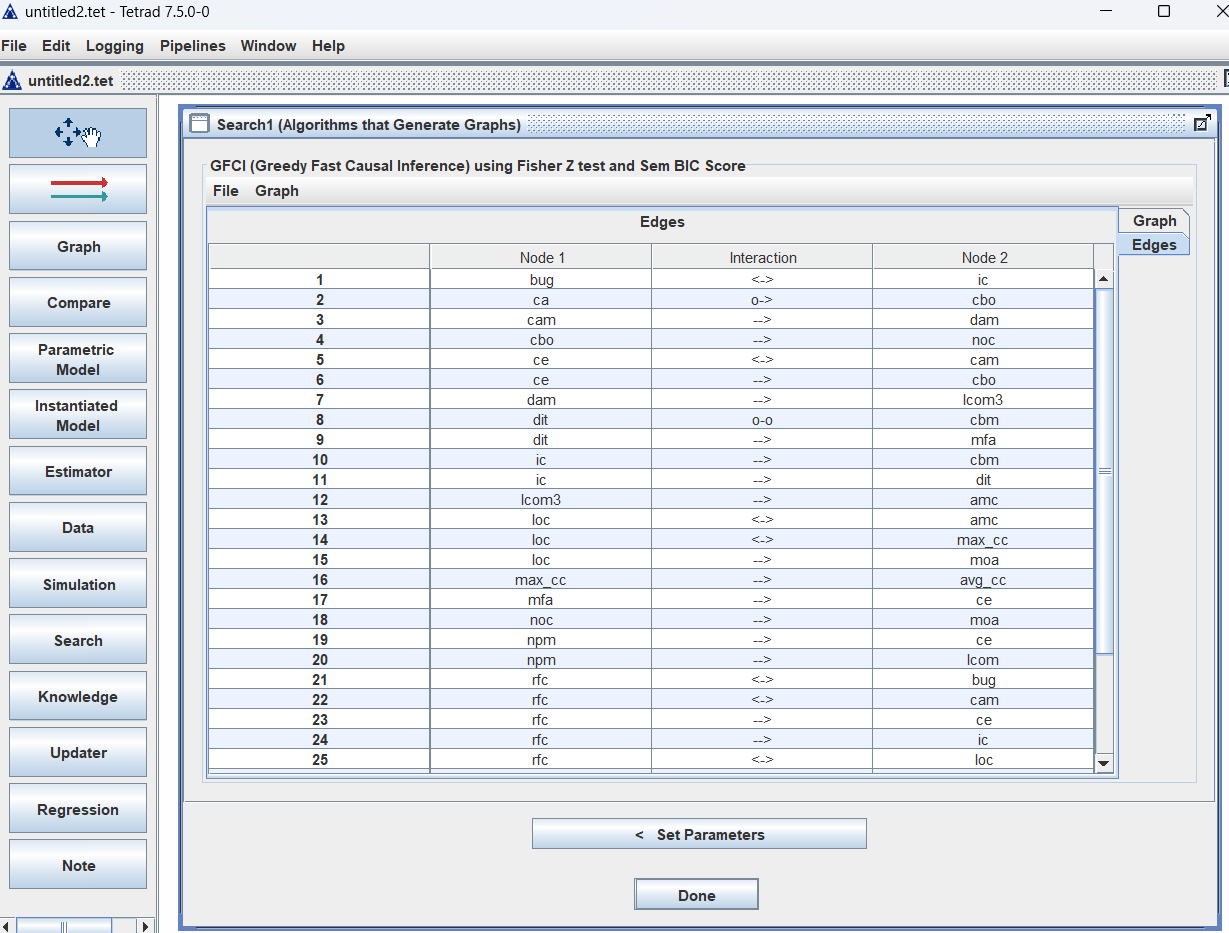 untitled2.tet - Tetrad 7.5.0-0
File Edit Logging Pipelines Window Help
untitled2.tet
Graph
Compare
Parametric
Model
Instantiated
Model
Estimator
Data
Simulation
Search
Knowledge
Updater
Regression
Note
Search1 (Algorithms that Generate Graphs)
GFCI (Greedy Fast Causal Inference) using Fisher Z test and Sem BIC Score
File Graph
Graph
Edges
Edges
Node 1 Interaction Node 2
1 bug <-> ic
2 ca o-> cbo
3 cam --> dam
4 cbo --> noc
5 ce <-> cam
6 ce --> cbo
7 dam --> lcom3
8 dit o-o cbm
9 dit --> mfa
10 ic --> cbm
11 ic --> dit
12 lcom3 --> amc
13 loc <-> amc
14 loc <-> max_cc
15 loc --> moa
16 max_cc --> avg_cc
17 mfa --> ce
18 noc --> moa
19 npm --> ce
20 npm --> lcom
21 rfc <-> bug
22 rfc <-> cam
23 rfc --> ce
24 rfc --> ic
25 rfc <-> loc
< Set Parameters
Done